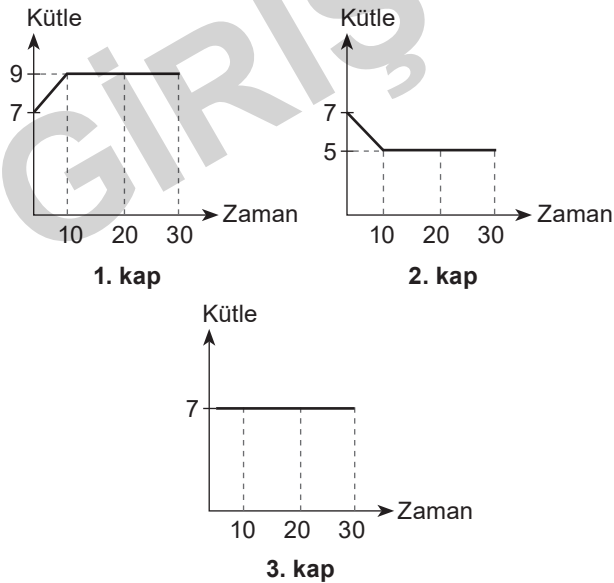 GİRİŞ
Kütle
9
7
Zaman
10 20 30
1. kap
Kütle
7
5
Zaman
10 20 30
2. kap
Kütle
7
Zaman
10 20 30
3. kap